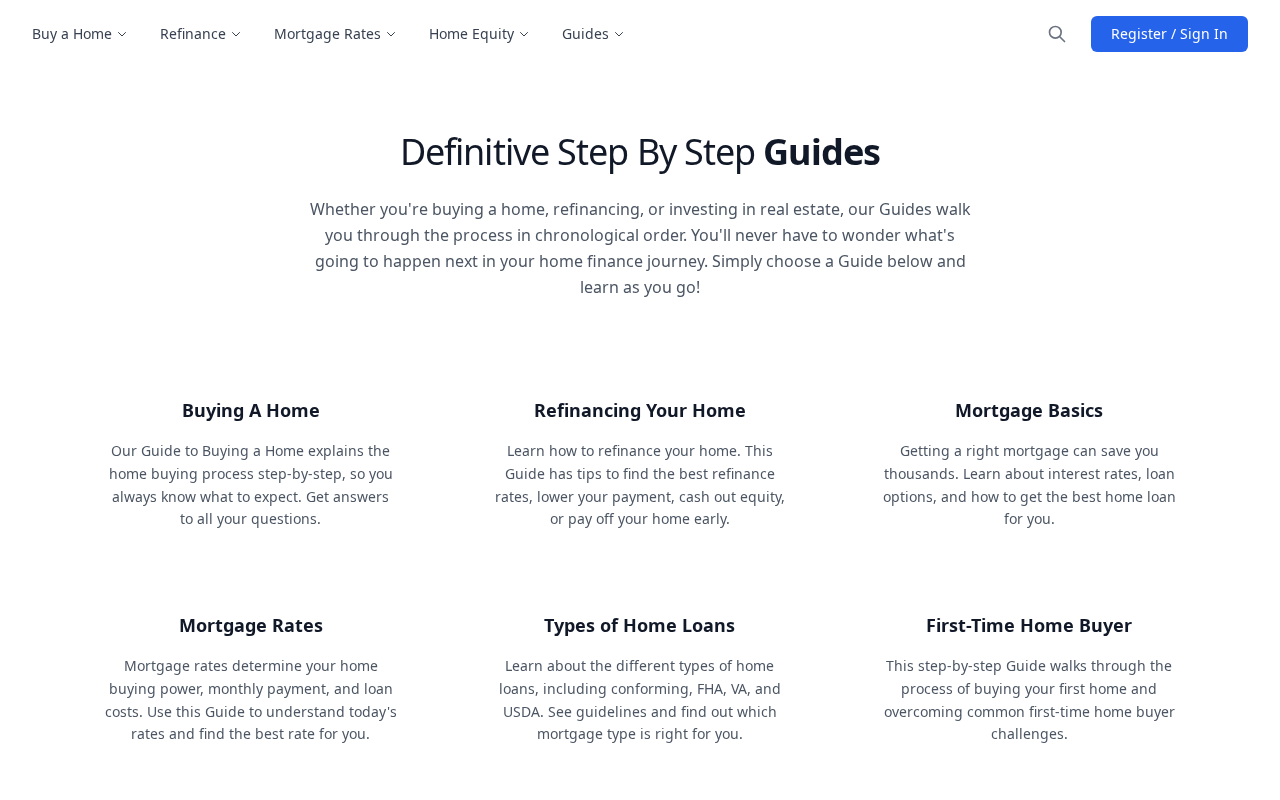 Buy a Home
Refinance
Mortgage Rates
Home Equity
Guides
Register / Sign In
Definitive Step By Step Guides
Whether you're buying a home, refinancing, or investing in real estate, our Guides walk
you through the process in chronological order. You'll never have to wonder what's
going to happen next in your home finance journey. Simply choose a Guide below and
learn as you go!
Buying A Home
Our Guide to Buying a Home explains the
home buying process step-by-step, so you
always know what to expect. Get answers
to all your questions.
Refinancing Your Home
Learn how to refinance your home. This
Guide has tips to find the best refinance
rates, lower your payment, cash out equity,
or pay off your home early.
Mortgage Basics
Getting a right mortgage can save you
thousands. Learn about interest rates, loan
options, and how to get the best home loan
for you.
Mortgage Rates
Mortgage rates determine your home
buying power, monthly payment, and loan
costs. Use this Guide to understand today's
rates and find the best rate for you.
Types of Home Loans
Learn about the different types of home
loans, including conforming, FHA, VA, and
USDA. See guidelines and find out which
mortgage type is right for you.
First-Time Home Buyer
This step-by-step Guide walks through the
process of buying your first home and
overcoming common first-time home buyer
challenges.